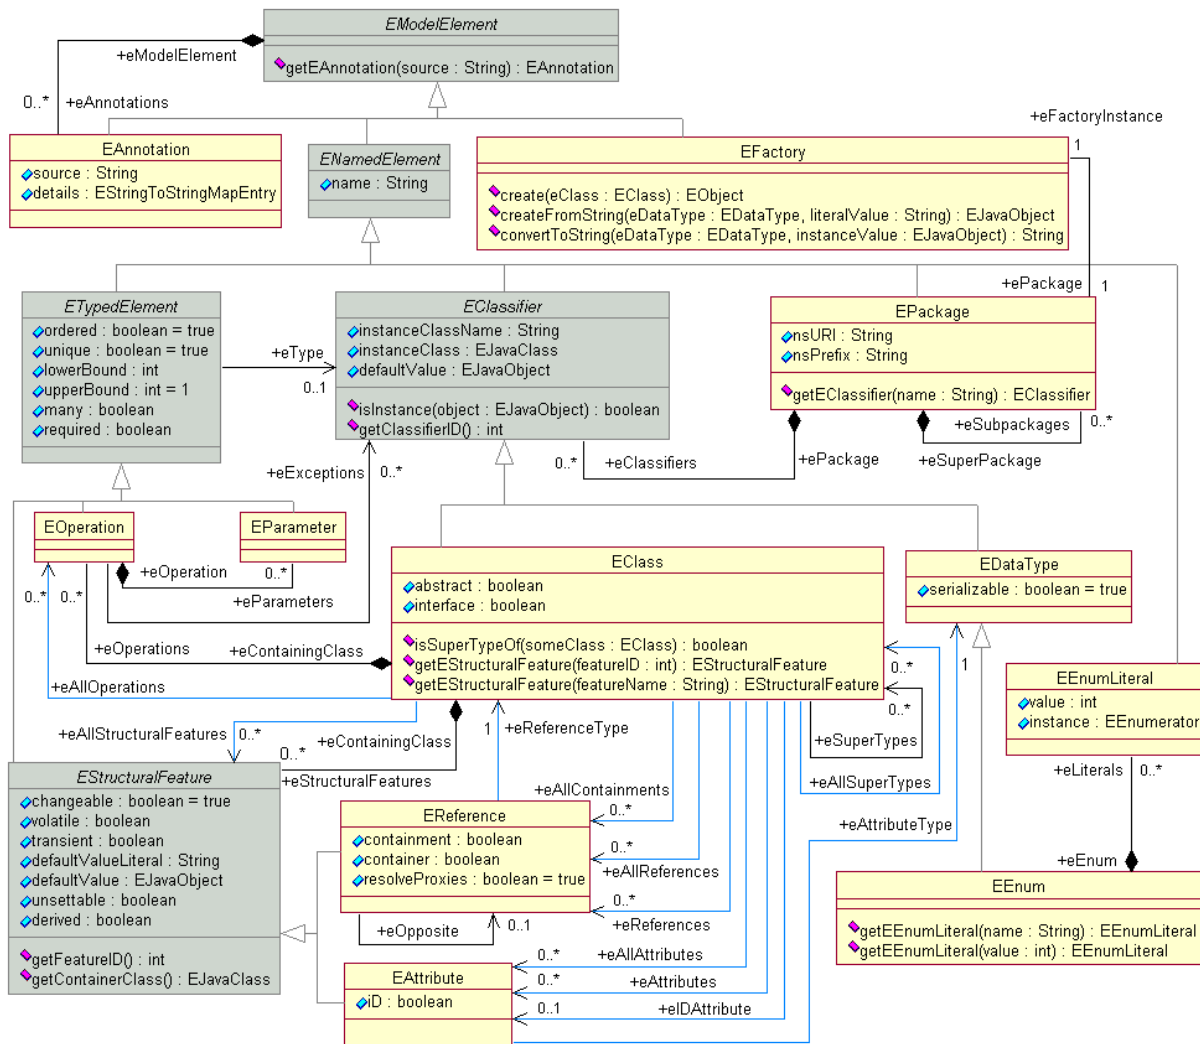 EModelElement
getEAnnotation(source : String) : EAnnotation
+eModelElement
0..*
+eAnnotations
EAnnotation
source : String
details : EStringToStringMapEntry
ENamedElement
name : String
+eFactoryInstance
1
EFactory
create(eClass : EClass) : EObject
createFromString(eDataType : EDataType, literalValue : String) : EJavaObject
convertToString(eDataType : EDataType, instanceValue : EJavaObject) : String
+ePackage
1
ETypedElement
ordered : boolean = true
unique : boolean = true
lowerBound : int
upperBound : int = 1
many : boolean
required : boolean
+eType
0..1
EClassifier
instanceClassName : String
instanceClass : EJavaClass
defaultValue : EJavaObject
isInstance(object : EJavaObject) : boolean
getClassifierID() : int
EPackage
nsURI : String
nsPrefix : String
getEClassifier(name : String) : EClassifier
+eSubpackages
0..*
+eSuperPackage
+ePackage
0..*
+eClassifiers
+eExceptions
0..*
EOperation
EParameter
+eOperation
0..*
+eParameters
0..*
0..*
+eOperations
+eContainingClass
+eAllOperations
EClass
abstract : boolean
interface : boolean
isSuperTypeOf(someClass : EClass) : boolean
getEStructuralFeature(featureID : int) : EStructuralFeature
getEStructuralFeature(featureName : String) : EStructuralFeature
EDataType
serializable : boolean = true
0..*
1
0..*
+eSuperTypes
+eAllSuperTypes
EEnumLiteral
value : int
instance : EEnumerator
+eLiterals
0..*
+eEnum
EEnum
getEEnumLiteral(name : String) : EEnumLiteral
getEEnumLiteral(value : int) : EEnumLiteral
+eAttributeType
+eAllStructuralFeatures
0..*
+eContainingClass
0..*
+eStructuralFeatures
1
+eReferenceType
EStructuralFeature
changeable : boolean = true
volatile : boolean
transient : boolean
defaultValueLiteral : String
defaultValue : EJavaObject
unsettable : boolean
derived : boolean
getFeatureID() : int
getContainerClass() : EJavaClass
EReference
containment : boolean
container : boolean
resolveProxies : boolean = true
+eAllContainments
0..*
0..*
+eAllReferences
0..*
+eReferences
+eOpposite
0..1
EAttribute
iD : boolean
0..*
+eAllAttributes
0..*
+eAttributes
0..1
+eIDAttribute